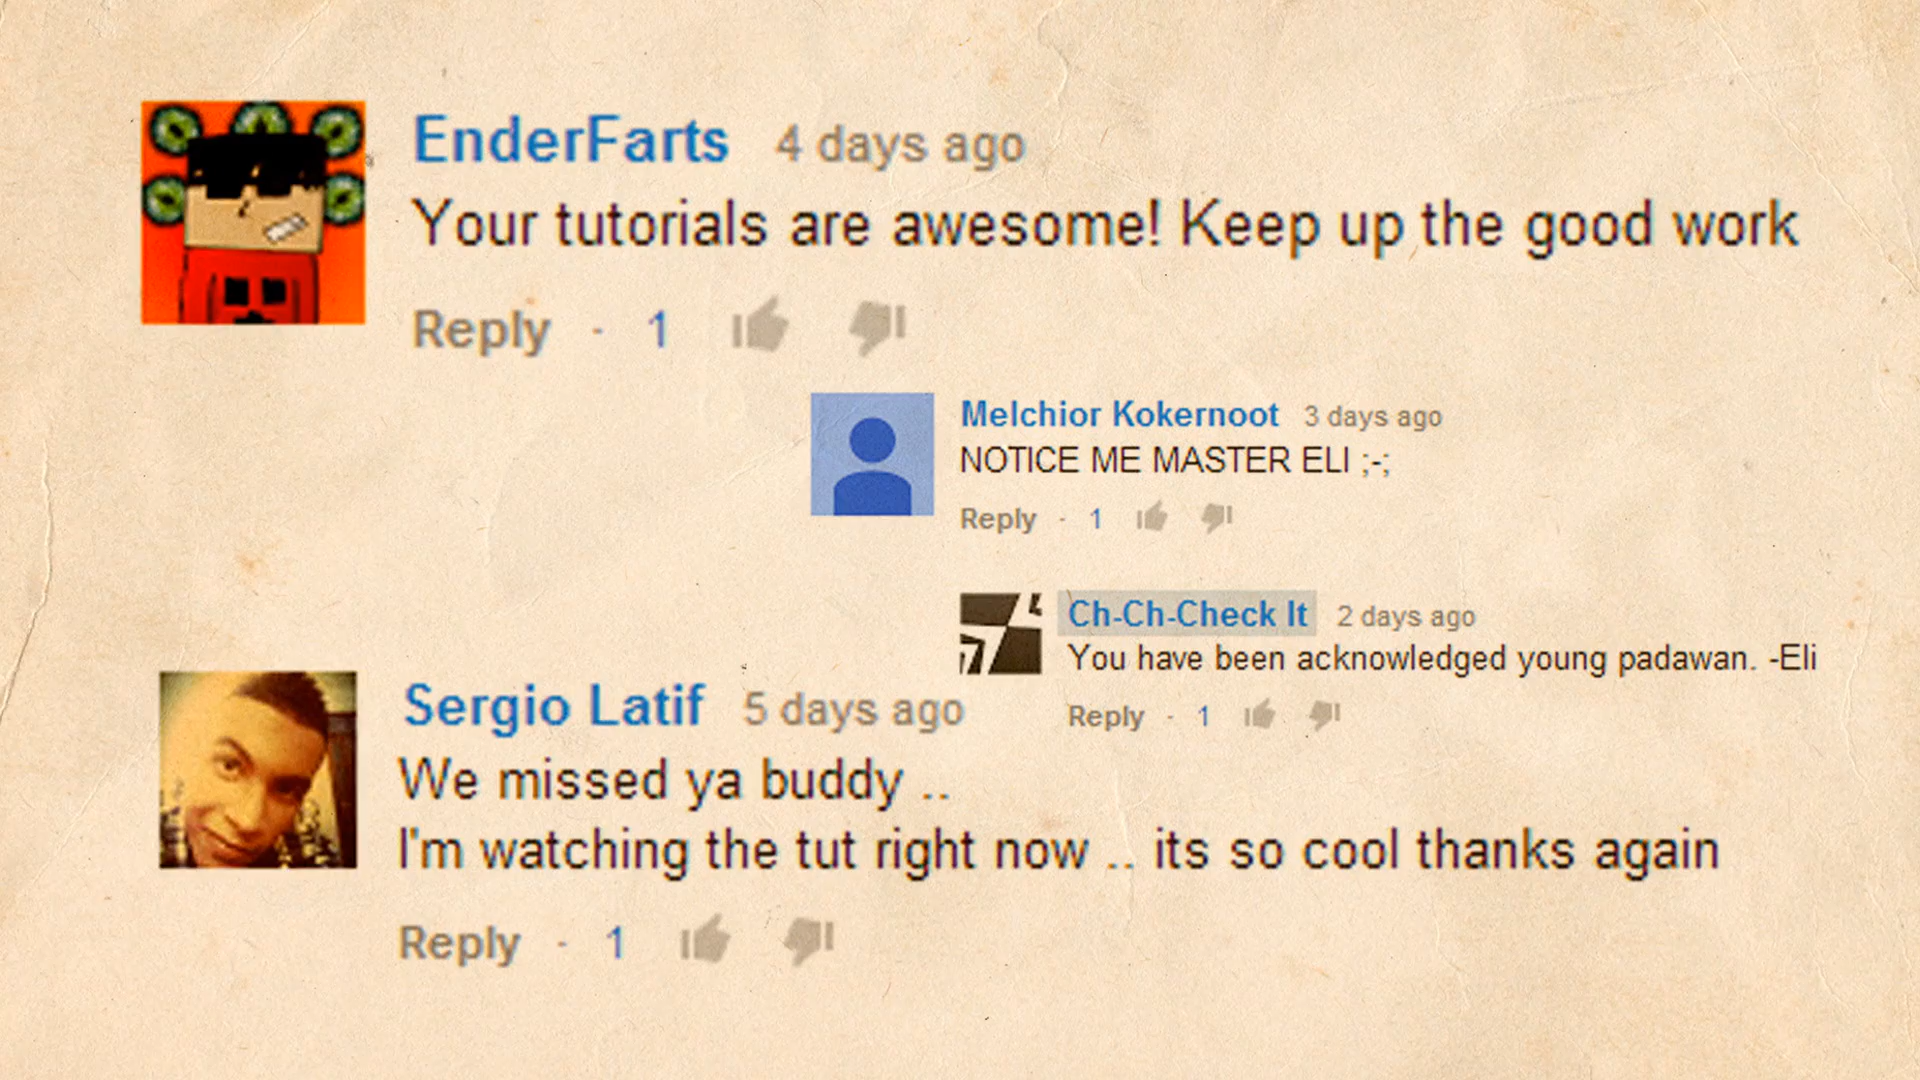 EnderFarts 4 days ago
Your tutorials are awesome! Keep up the good work
Reply · 1
Melchior Kokernoot 3 days ago
NOTICE ME MASTER ELI ;-;
Reply · 1
Ch-Ch-Check It 2 days ago
You have been acknowledged young padawan. -Eli
Reply · 1
Sergio Latif 5 days ago
We missed ya buddy ..
I'm watching the tut right now .. its so cool thanks again
Reply · 1